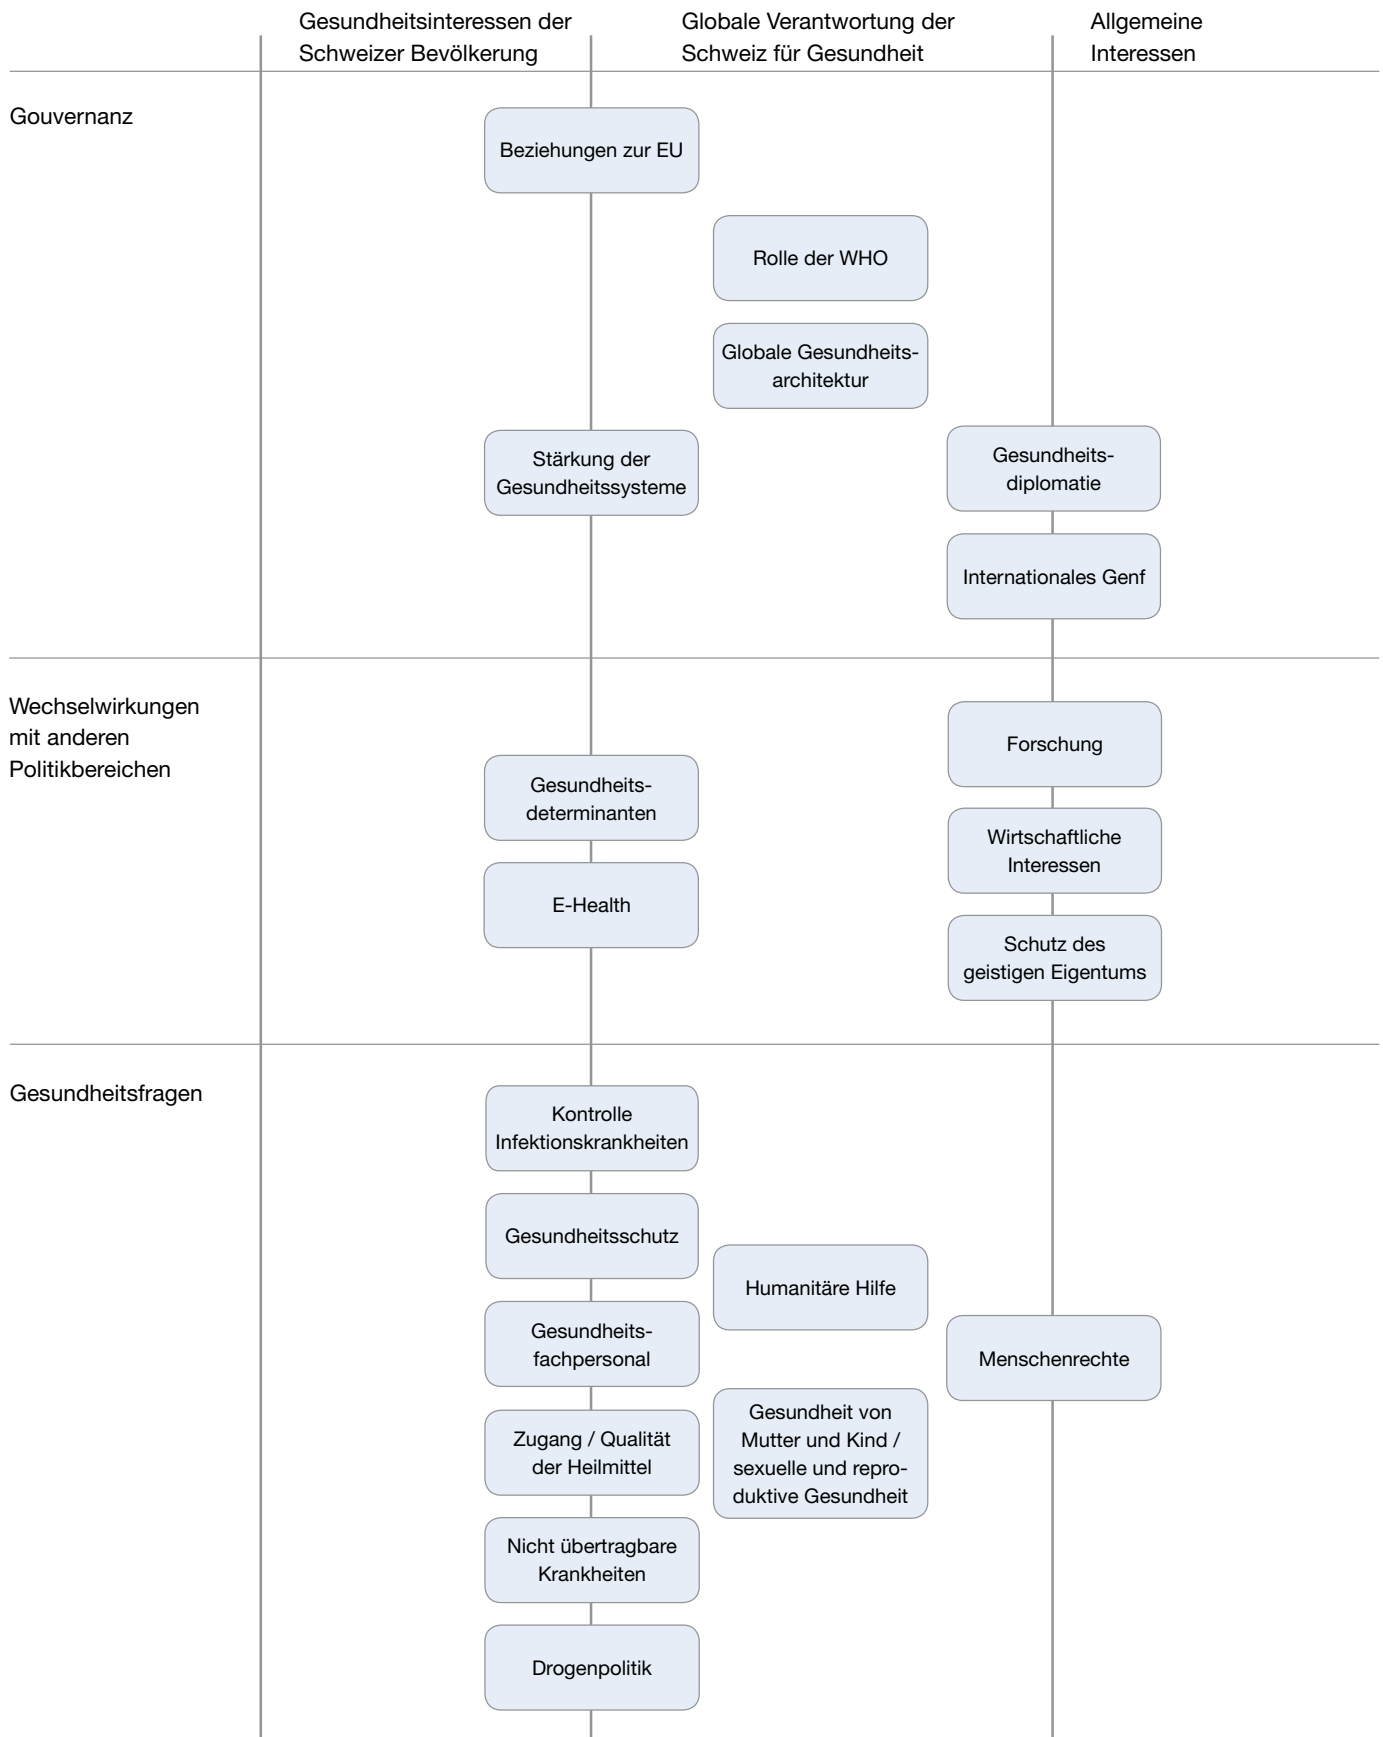 Gesundheitsinteressen der
Schweizer Bevölkerung
Globale Verantwortung der
Schweiz für Gesundheit
Allgemeine
Interessen
Gouvernanz
Beziehungen zur EU
Rolle der WHO
Globale Gesundheits-
architektur
Stärkung der
Gesundheitssysteme
Gesundheits-
diplomatie
Internationales Genf
Wechselwirkungen
mit anderen
Politikbereichen
Forschung
Gesundheits-
determinanten
Wirtschaftliche
Interessen
E-Health
Schutz des
geistigen Eigentums
Gesundheitsfragen
Kontrolle
Infektionskrankheiten
Gesundheitsschutz
Humanitäre Hilfe
Gesundheits-
fachpersonal
Menschenrechte
Zugang / Qualität
der Heilmittel
Gesundheit von
Mutter und Kind /
sexuelle und repro-
duktive Gesundheit
Nicht übertragbare
Krankheiten
Drogenpolitik